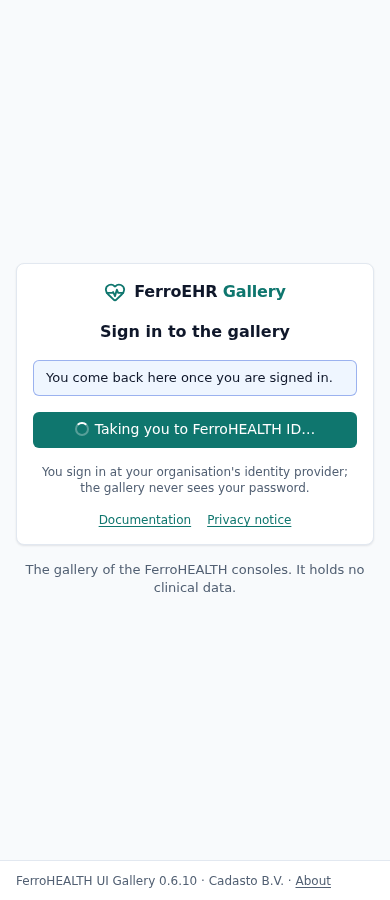 FerroEHR Gallery
Sign in to the gallery
You come back here once you are signed in.
Taking you to FerroHEALTH ID…
You sign in at your organisation's identity provider;
the gallery never sees your password.
Documentation Privacy notice
The gallery of the FerroHEALTH consoles. It holds no
clinical data.
FerroHEALTH UI Gallery 0.6.10 · Cadasto B.V. · About